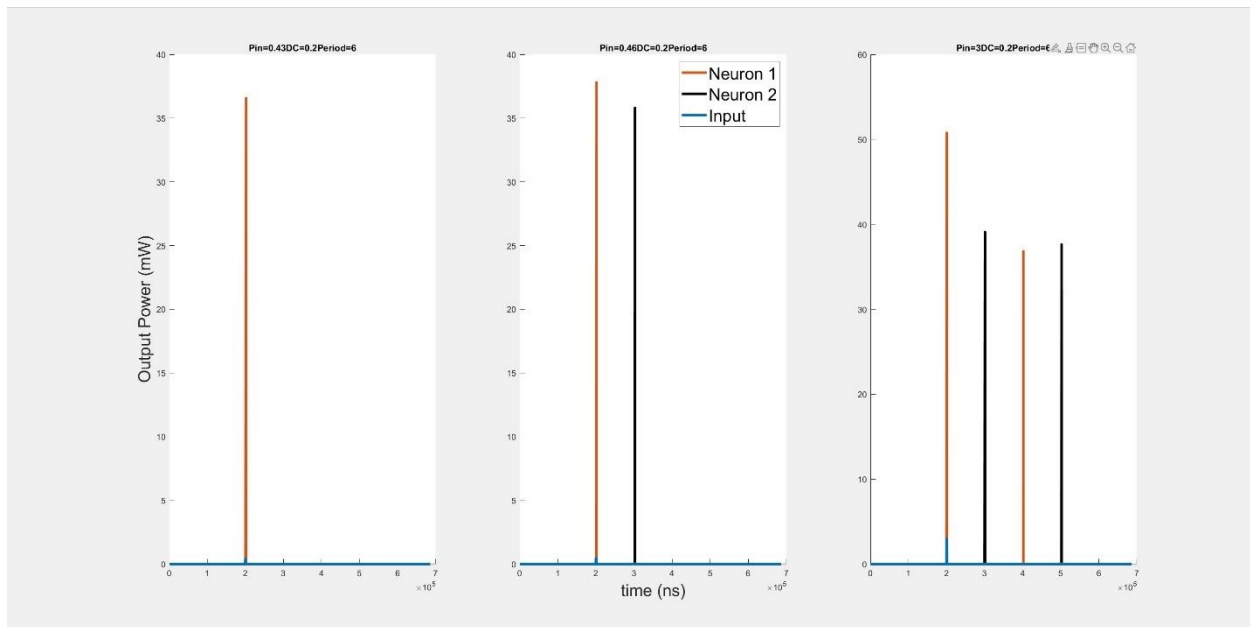 Pin=0.43DC=0.2Period=6
40
35
30
25
20
15
10
5
0
Output Power (mW)
0 1 2 3 4 5 6 7
×10⁵
Pin=0.46DC=0.2Period=6
Neuron 1
Neuron 2
Input
40
35
30
25
20
15
10
5
0
0 1 2 3 4 5 6 7
×10⁵
time (ns)
Pin=3DC=0.2Period=6
60
50
40
30
20
10
0
0 1 2 3 4 5 6 7
×10⁵